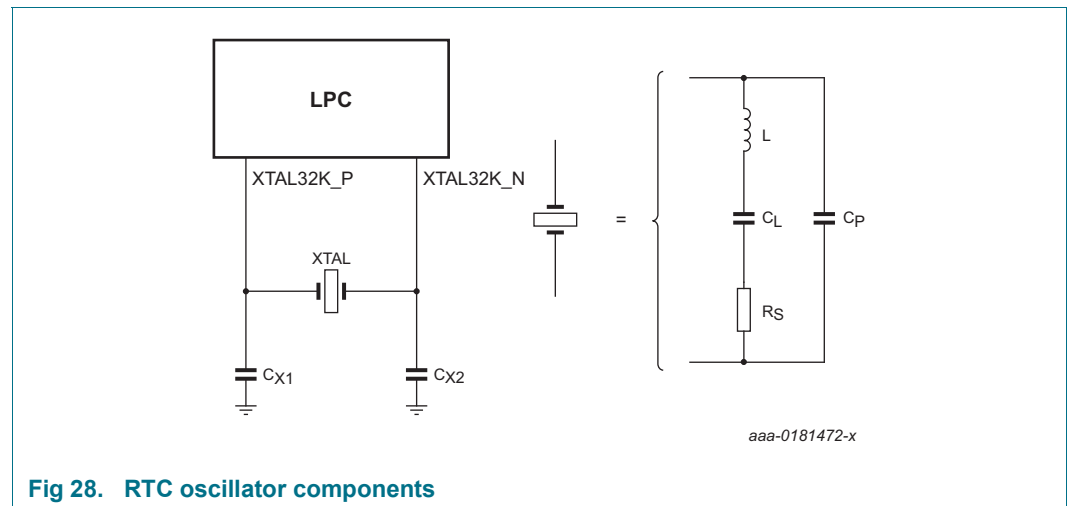 LPC
XTAL32K_P
XTAL32K_N
XTAL
CX1
CX2
=
L
CL
CP
RS
aaa-0181472-x
Fig 28. RTC oscillator components